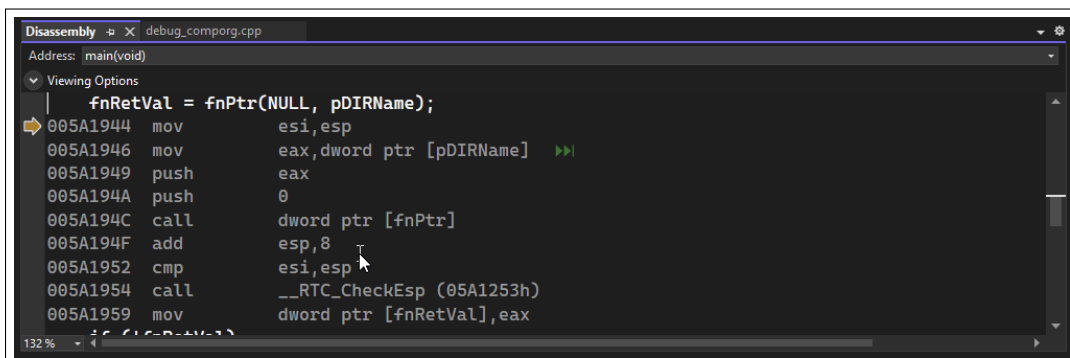 Disassembly debug_comporg.cpp
Address: main(void)
Viewing Options
fnRetVal = fnPtr(NULL, pDIRName);
005A1944 mov esi,esp
005A1946 mov eax,dword ptr [pDIRName]
005A1949 push eax
005A194A push 0
005A194C call dword ptr [fnPtr]
005A194F add esp,8
005A1952 cmp esi,esp
005A1954 call __RTC_CheckEsp (05A1253h)
005A1959 mov dword ptr [fnRetVal],eax
if (!fnRetVal)
132 %